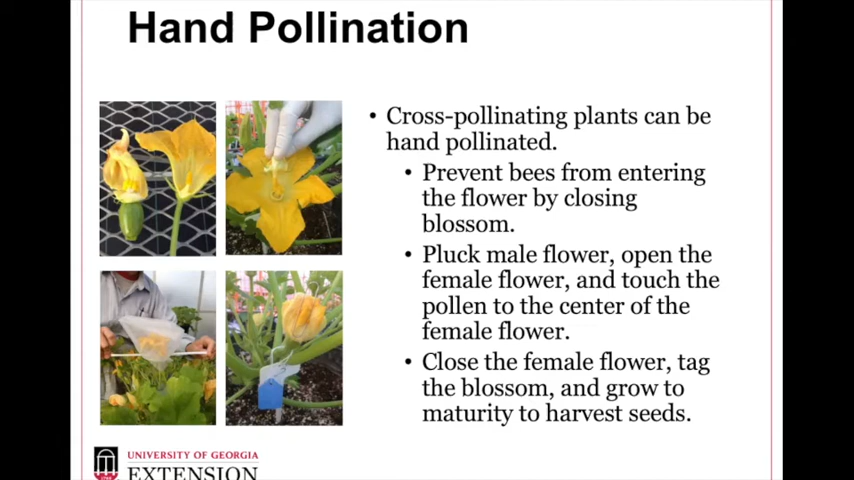 Hand Pollination
• Cross-pollinating plants can be
hand pollinated.
• Prevent bees from entering
the flower by closing
blossom.
• Pluck male flower, open the
female flower, and touch the
pollen to the center of the
female flower.
• Close the female flower, tag
the blossom, and grow to
maturity to harvest seeds.
UNIVERSITY OF GEORGIA
EXTENSION